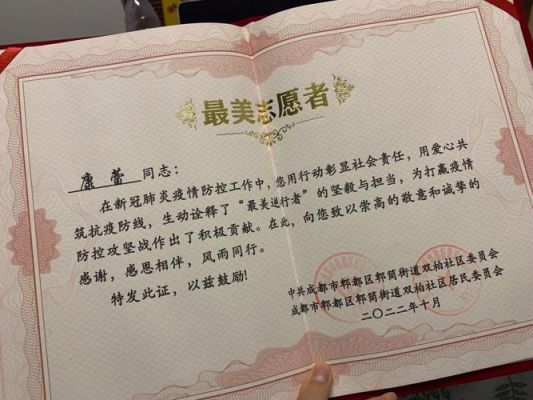 最美志愿者
康蕾 同志：
在新冠肺炎疫情防控工作中，您用行动彰显社会责任，用爱心共
筑抗疫防线，生动诠释了“最美逆行者”的坚毅与担当，为打赢疫情
防控攻坚战作出了积极贡献。在此，向您致以崇高的敬意和诚挚的
感谢，感恩相伴，风雨同行。
特发此证，以兹鼓励！
中共成都市郫都区郫筒街道双柏社区委员会
成都市郫都区郫筒街道双柏社区居民委员会
二〇二二年十月